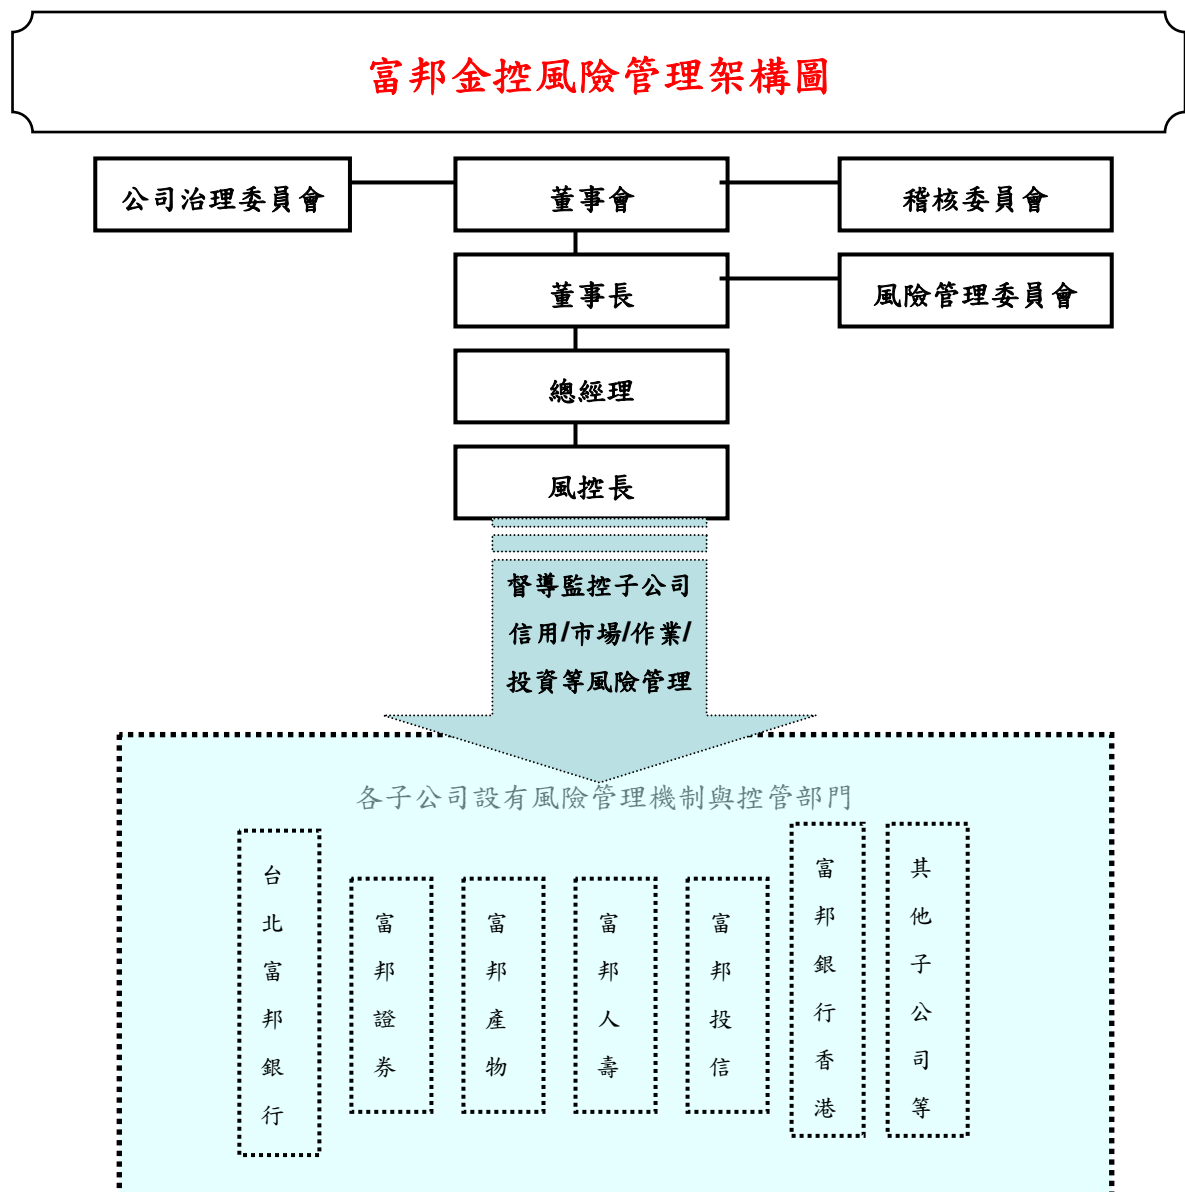 富邦金控風險管理架構圖
公司治理委員會
董事會
稽核委員會
董事長
風險管理委員會
總經理
風控長
督導監控子公司
信用/市場/作業/
投資等風險管理
各子公司設有風險管理機制與控管部門
台北富邦銀行
富邦證券
富邦產物
富邦人壽
富邦投信
富邦銀行香港
其他子公司等